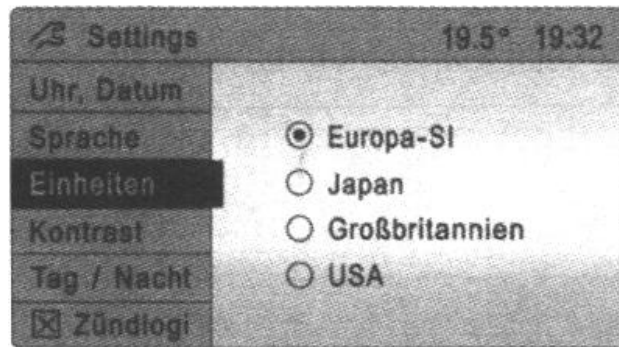 Settings 19.5° 19:32
Uhr, Datum
Sprache
Einheiten
Kontrast
Tag / Nacht
Zündlogi
Europa-SI
Japan
Großbritannien
USA